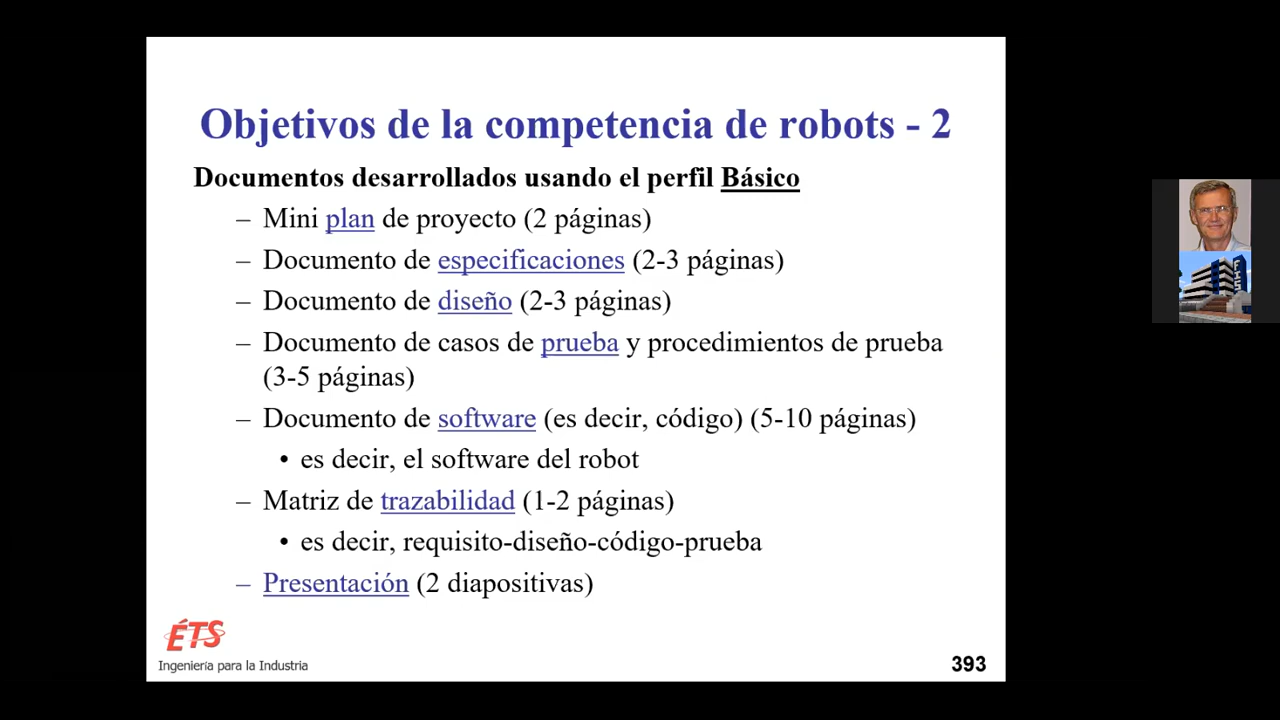 Objetivos de la competencia de robots - 2
Documentos desarrollados usando el perfil Básico
– Mini plan de proyecto (2 páginas)
– Documento de especificaciones (2-3 páginas)
– Documento de diseño (2-3 páginas)
– Documento de casos de prueba y procedimientos de prueba
(3-5 páginas)
– Documento de software (es decir, código) (5-10 páginas)
• es decir, el software del robot
– Matriz de trazabilidad (1-2 páginas)
• es decir, requisito-diseño-código-prueba
– Presentación (2 diapositivas)
ÉTS
Ingeniería para la Industria
393